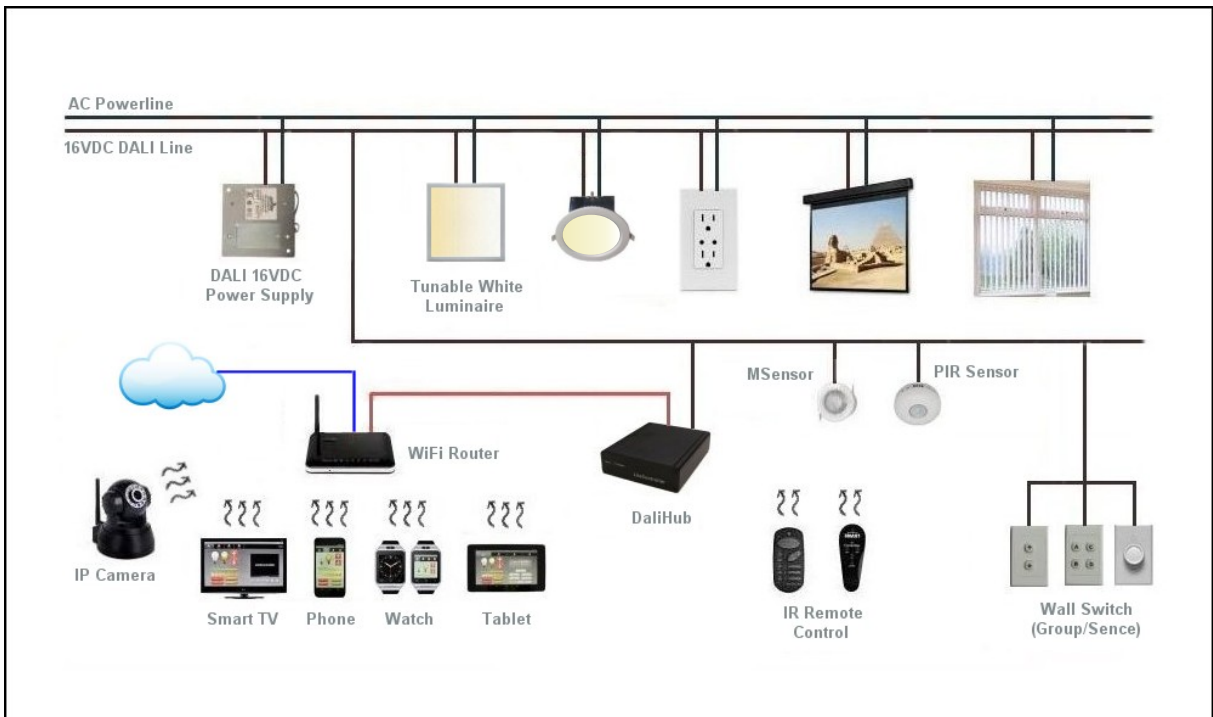 AC Powerline
16VDC DALI Line
DALI 16VDC
Power Supply
Tunable White
Luminaire
MSensor
PIR Sensor
WiFi Router
DaliHub
IP Camera
Smart TV
Phone
Watch
Tablet
IR Remote
Control
Wall Switch
(Group/Sence)